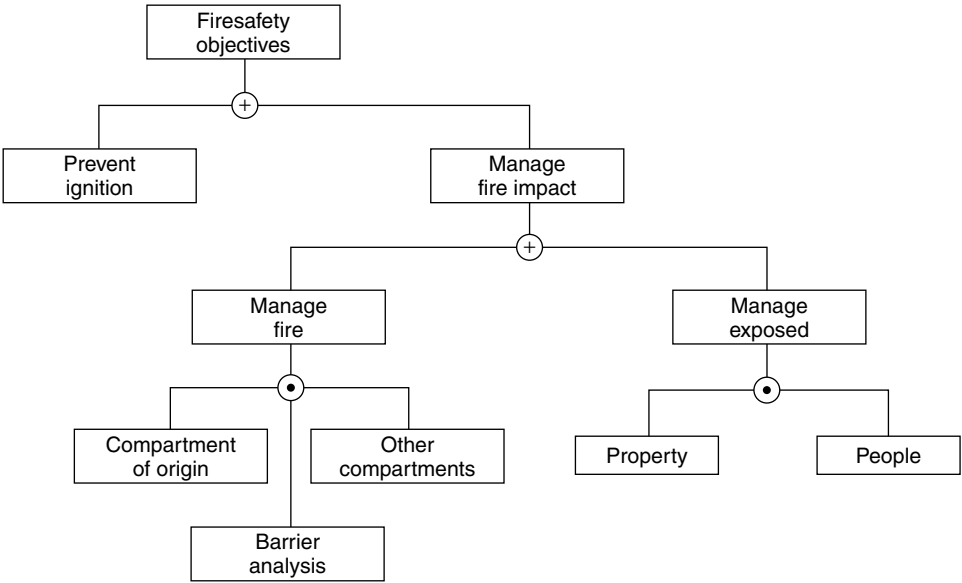 Firesafety
objectives
+
Prevent
ignition
Manage
fire impact
+
Manage
fire
Manage
exposed
Compartment
of origin
Other
compartments
Property
People
Barrier
analysis